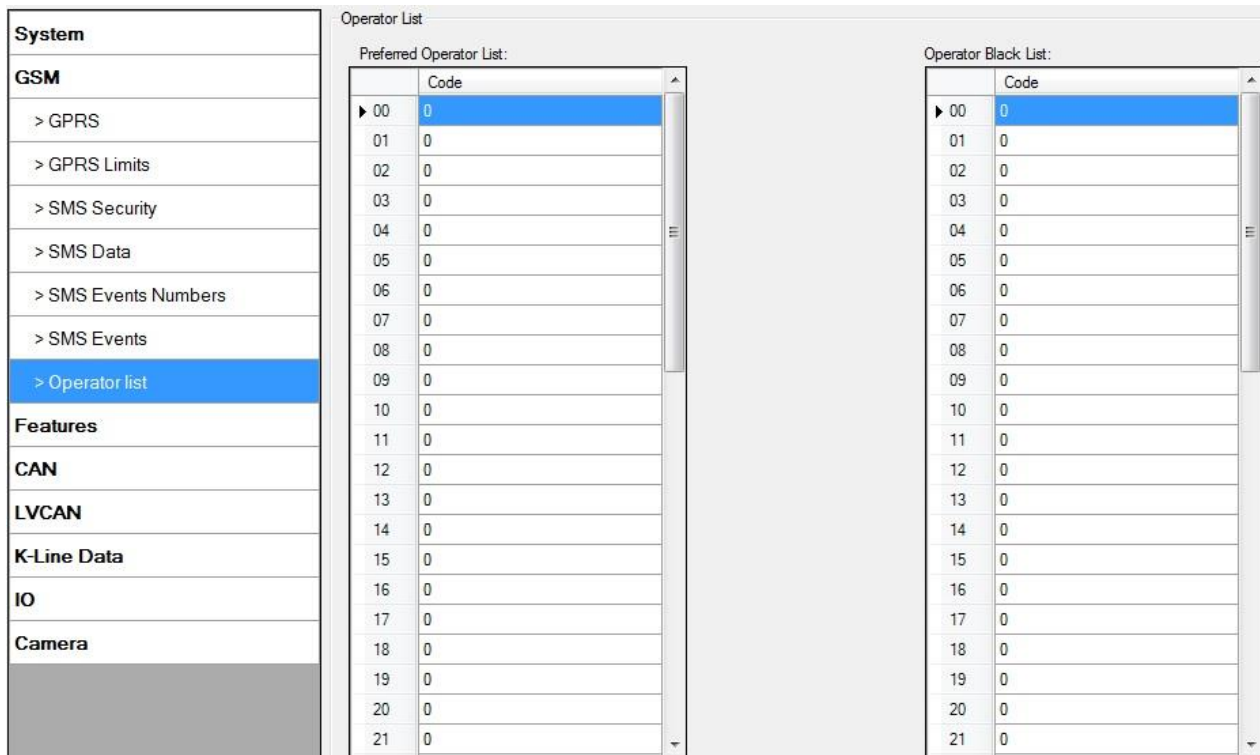 System
GSM
> GPRS
> GPRS Limits
> SMS Security
> SMS Data
> SMS Events Numbers
> SMS Events
> Operator list
Features
CAN
LVCAN
K-Line Data
IO
Camera
Operator List
Preferred Operator List:
Code
00 0
01 0
02 0
03 0
04 0
05 0
06 0
07 0
08 0
09 0
10 0
11 0
12 0
13 0
14 0
15 0
16 0
17 0
18 0
19 0
20 0
21 0
Operator Black List:
Code
00 0
01 0
02 0
03 0
04 0
05 0
06 0
07 0
08 0
09 0
10 0
11 0
12 0
13 0
14 0
15 0
16 0
17 0
18 0
19 0
20 0
21 0